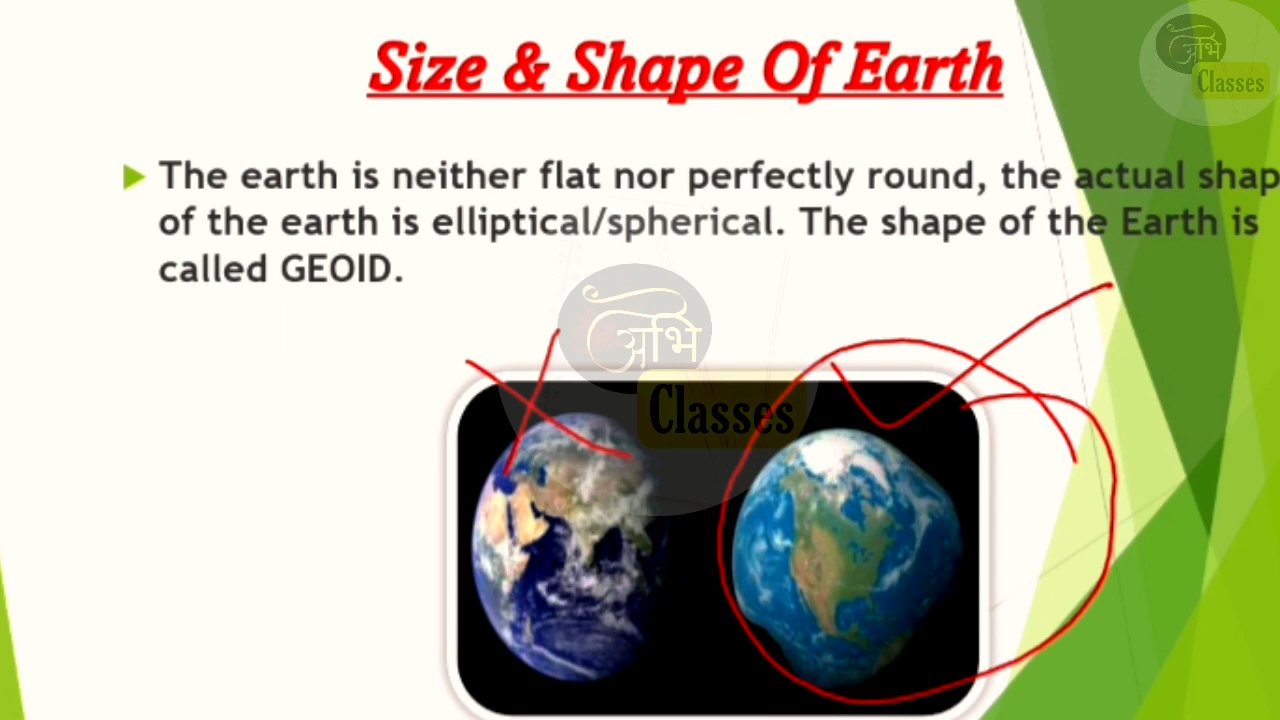 Size & Shape Of Earth
अभि
Classes
The earth is neither flat nor perfectly round, the actual shap
of the earth is elliptical/spherical. The shape of the Earth is
called GEOID.
अभि
Classes